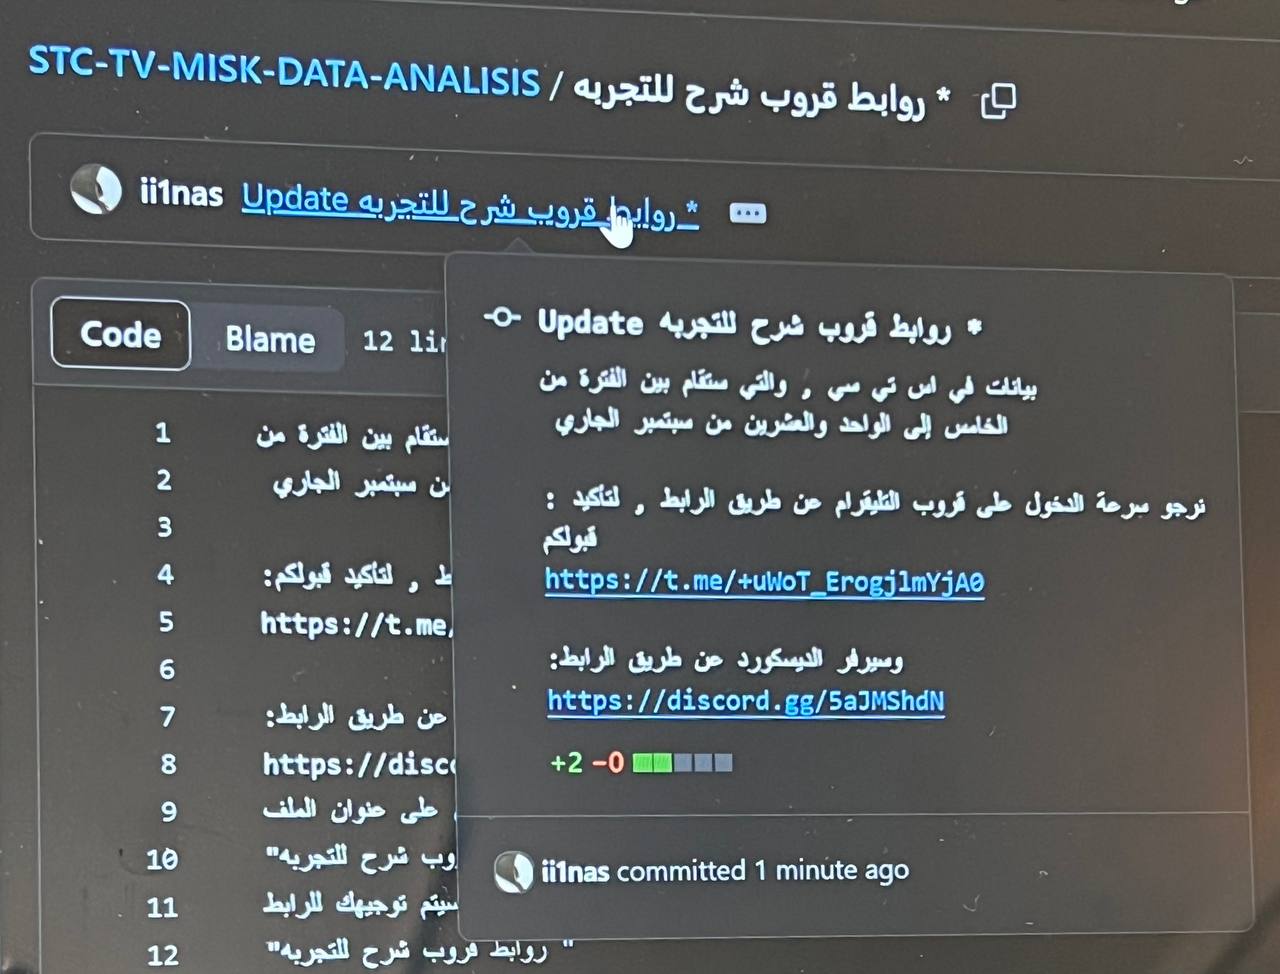 STC-TV-MISK-DATA-ANALISIS / روابط قروب شرح للتجربه *
ii1nas Update روابط قروب شرح للتجربه *
Code Blame 12
Update روابط قروب شرح للتجربه *
بيانات في اس تي سي , والتي ستقام بين الفترة من
الخامس إلى الواحد والعشرين من سبتمبر الجاري
نرجو سرعة الدخول على قروب التليقرام عن طريق الرابط , لتأكيد :
قبولكم
https://t.me/+uWoT_Erogj1mYjA0
وسيرفر الديسكورد عن طريق الرابط:
https://discord.gg/5aJMShdN
+2 −0
ii1nas committed 1 minute ago
1 ستقام بين الفترة من
2 من سبتمبر الجاري
3
4 , لتأكيد قبولكم:
5 https://t.me/
6
7 عن طريق الرابط:
8 https://disc
9 على عنوان الملف
10 شرح للتجربه"
11 سيتم توجيهك للرابط
12 " روابط قروب شرح للتجربه"